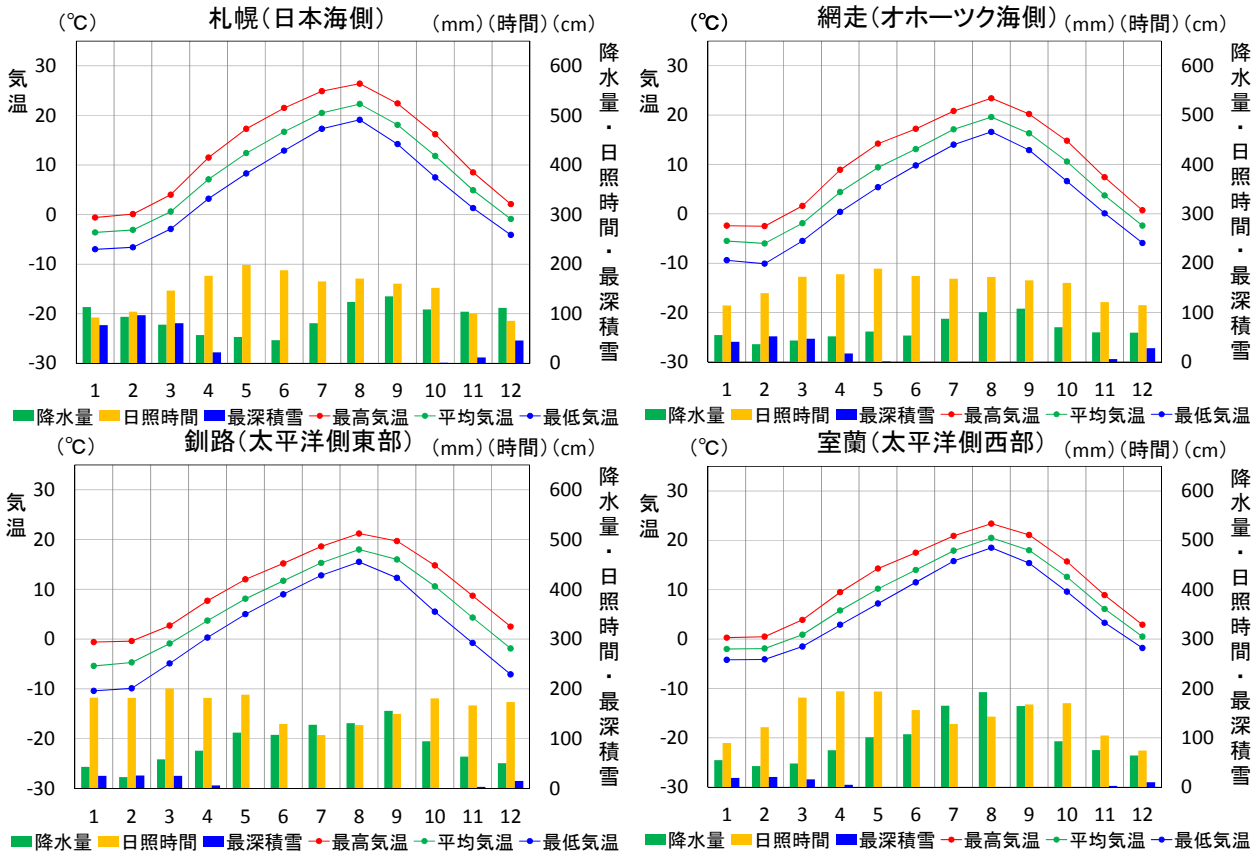 札幌(日本海側)
(℃)
(mm)(時間)(cm)
気温
降水量・日照時間・最深積雪
30 600
20 500
10 400
0 300
-10 200
-20 100
-30 0
1 2 3 4 5 6 7 8 9 10 11 12
降水量 日照時間 最深積雪 最高気温 平均気温 最低気温
網走(オホーツク海側)
(℃)
(mm)(時間)(cm)
気温
降水量・日照時間・最深積雪
30 600
20 500
10 400
0 300
-10 200
-20 100
-30 0
1 2 3 4 5 6 7 8 9 10 11 12
降水量 日照時間 最深積雪 最高気温 平均気温 最低気温
釧路(太平洋側東部)
(℃)
(mm)(時間)(cm)
気温
降水量・日照時間・最深積雪
30 600
20 500
10 400
0 300
-10 200
-20 100
-30 0
1 2 3 4 5 6 7 8 9 10 11 12
降水量 日照時間 最深積雪 最高気温 平均気温 最低気温
室蘭(太平洋側西部)
(℃)
(mm)(時間)(cm)
気温
降水量・日照時間・最深積雪
30 600
20 500
10 400
0 300
-10 200
-20 100
-30 0
1 2 3 4 5 6 7 8 9 10 11 12
降水量 日照時間 最深積雪 最高気温 平均気温 最低気温